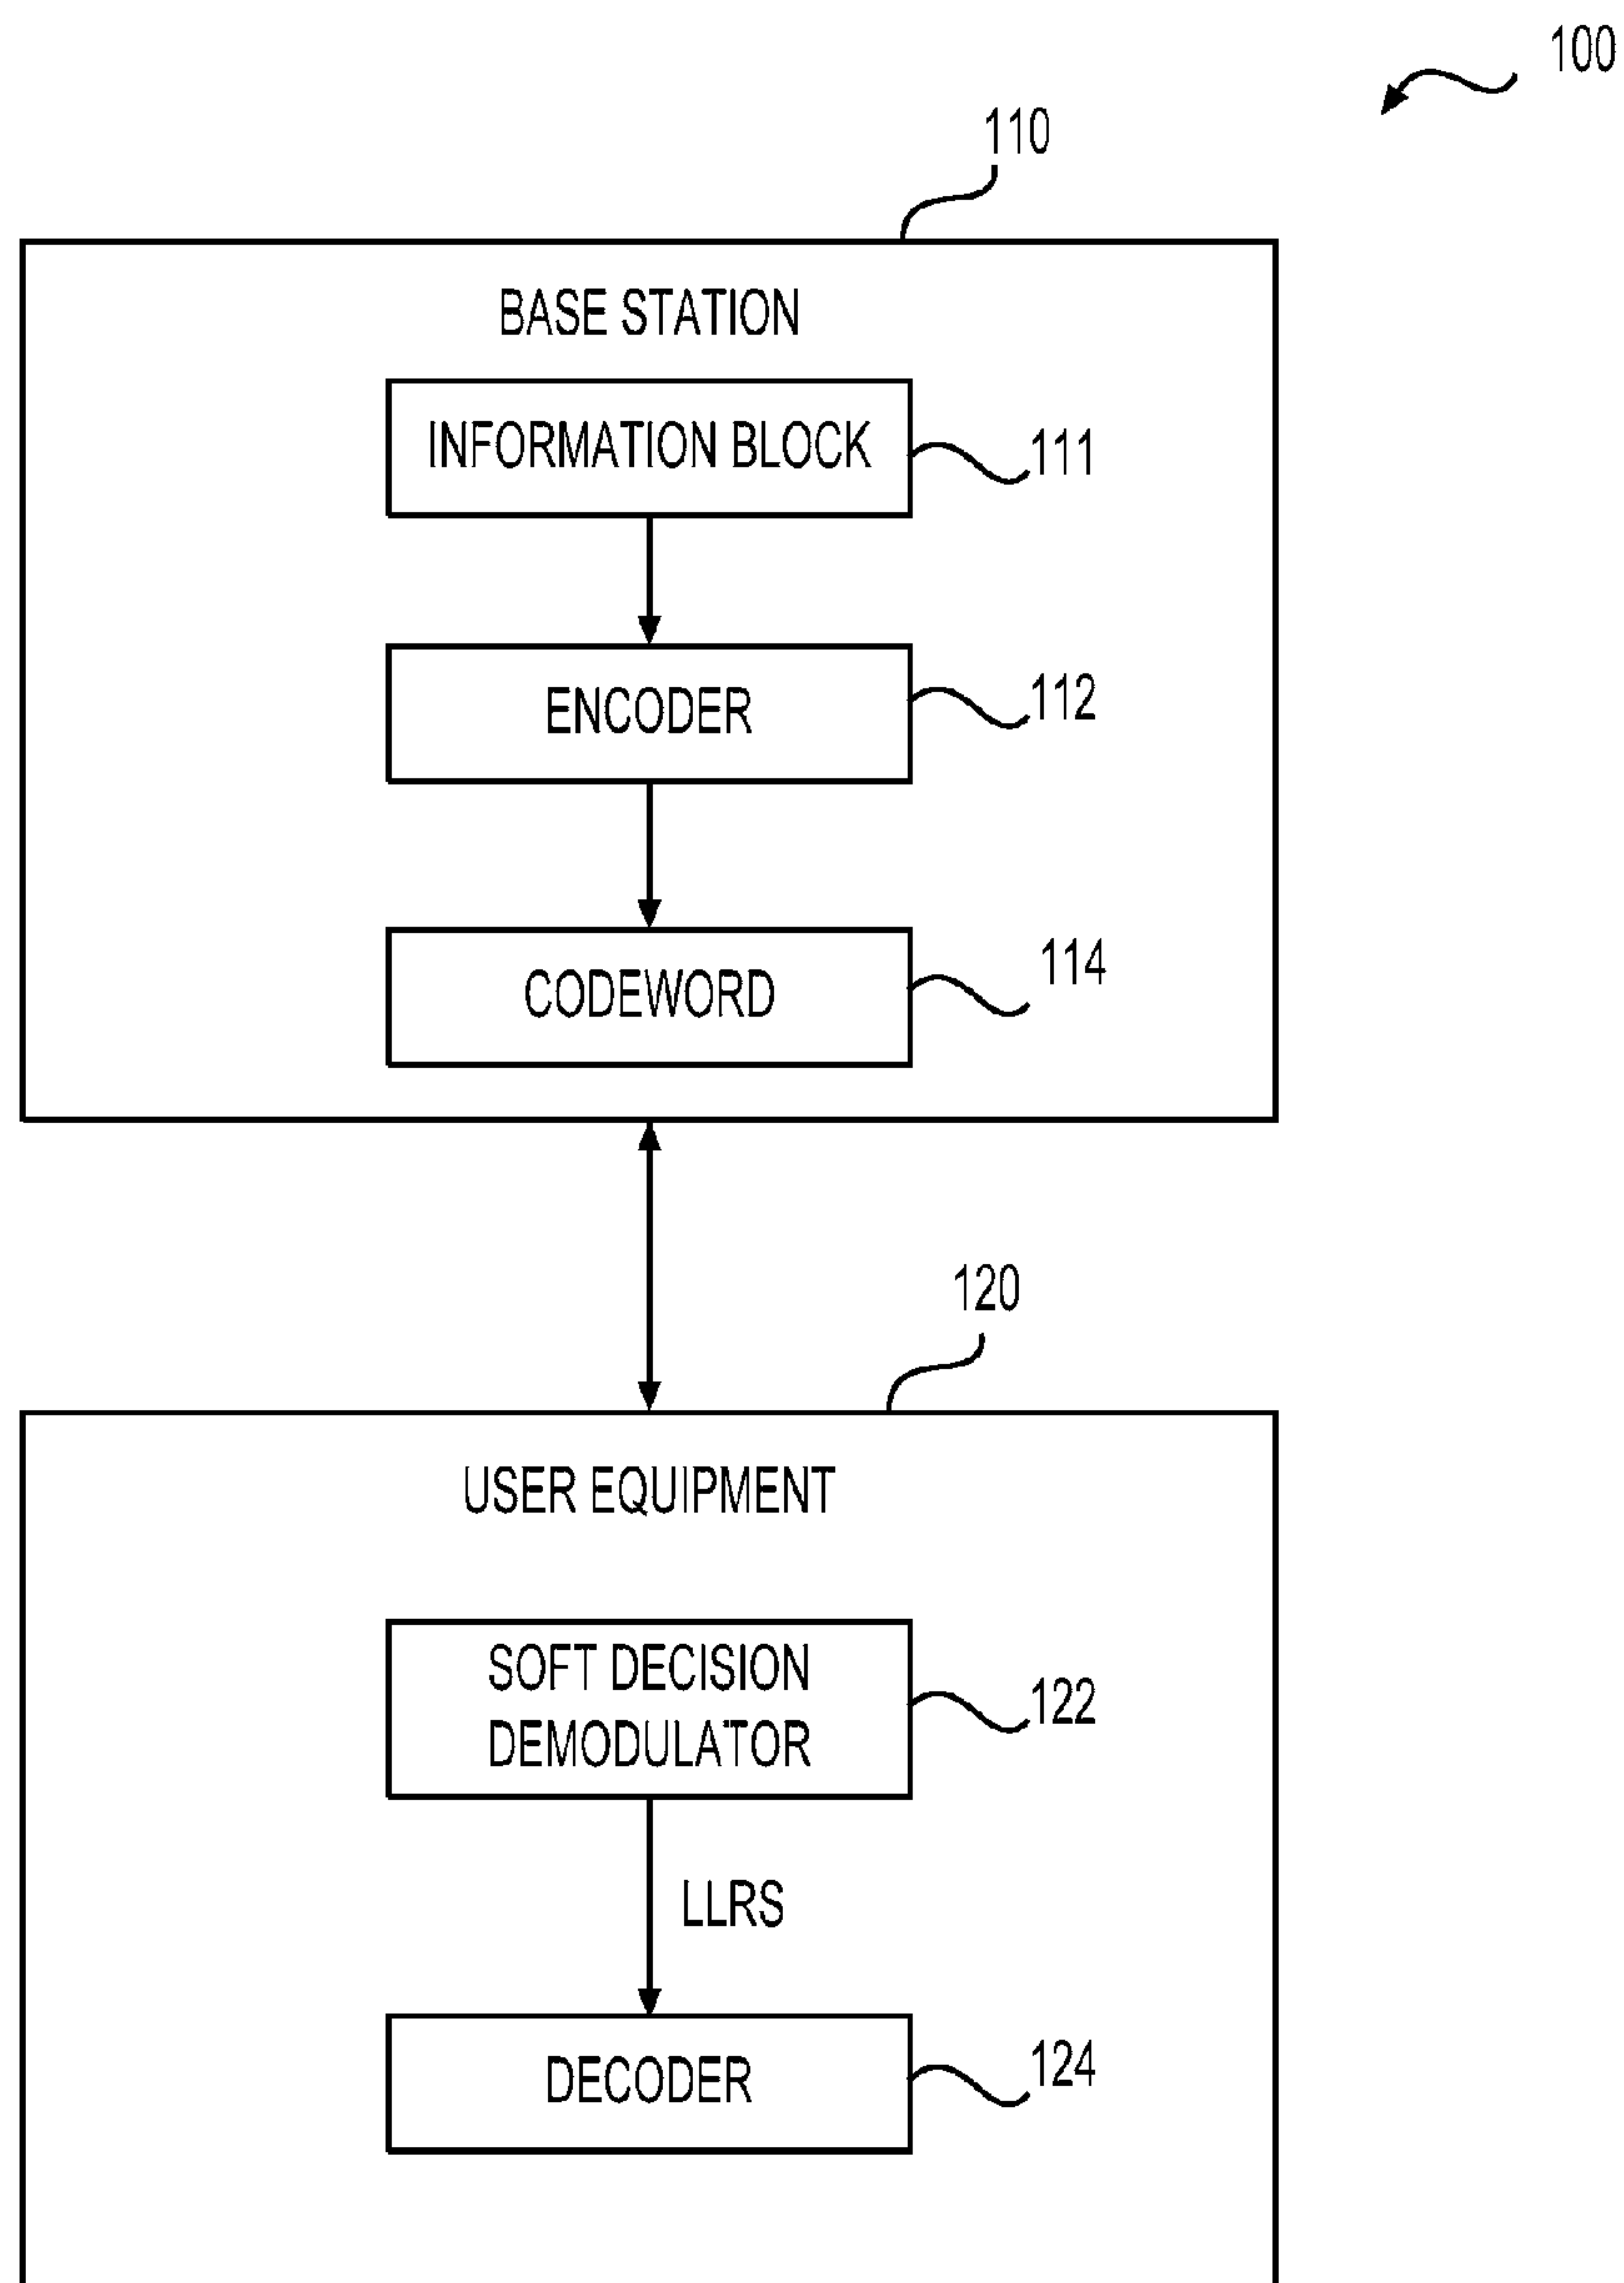 100
110
BASE STATION
INFORMATION BLOCK
111
ENCODER
112
CODEWORD
114
120
USER EQUIPMENT
SOFT DECISION
DEMODULATOR
122
LLRS
DECODER
124